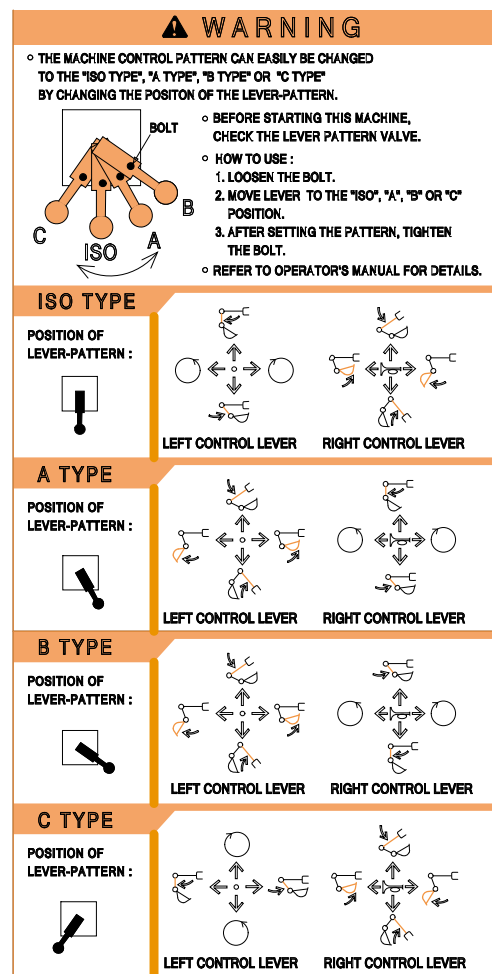 WARNING
THE MACHINE CONTROL PATTERN CAN EASILY BE CHANGED
TO THE "ISO TYPE", "A TYPE", "B TYPE" OR "C TYPE"
BY CHANGING THE POSITON OF THE LEVER-PATTERN.
BOLT
B
A
ISO
C
BEFORE STARTING THIS MACHINE,
CHECK THE LEVER PATTERN VALVE.
HOW TO USE :
1. LOOSEN THE BOLT.
2. MOVE LEVER TO THE "ISO", "A", "B" OR "C"
POSITION.
3. AFTER SETTING THE PATTERN, TIGHTEN
THE BOLT.
REFER TO OPERATOR'S MANUAL FOR DETAILS.
ISO TYPE
POSITION OF
LEVER-PATTERN :
LEFT CONTROL LEVER
RIGHT CONTROL LEVER
A TYPE
POSITION OF
LEVER-PATTERN :
LEFT CONTROL LEVER
RIGHT CONTROL LEVER
B TYPE
POSITION OF
LEVER-PATTERN :
LEFT CONTROL LEVER
RIGHT CONTROL LEVER
C TYPE
POSITION OF
LEVER-PATTERN :
LEFT CONTROL LEVER
RIGHT CONTROL LEVER